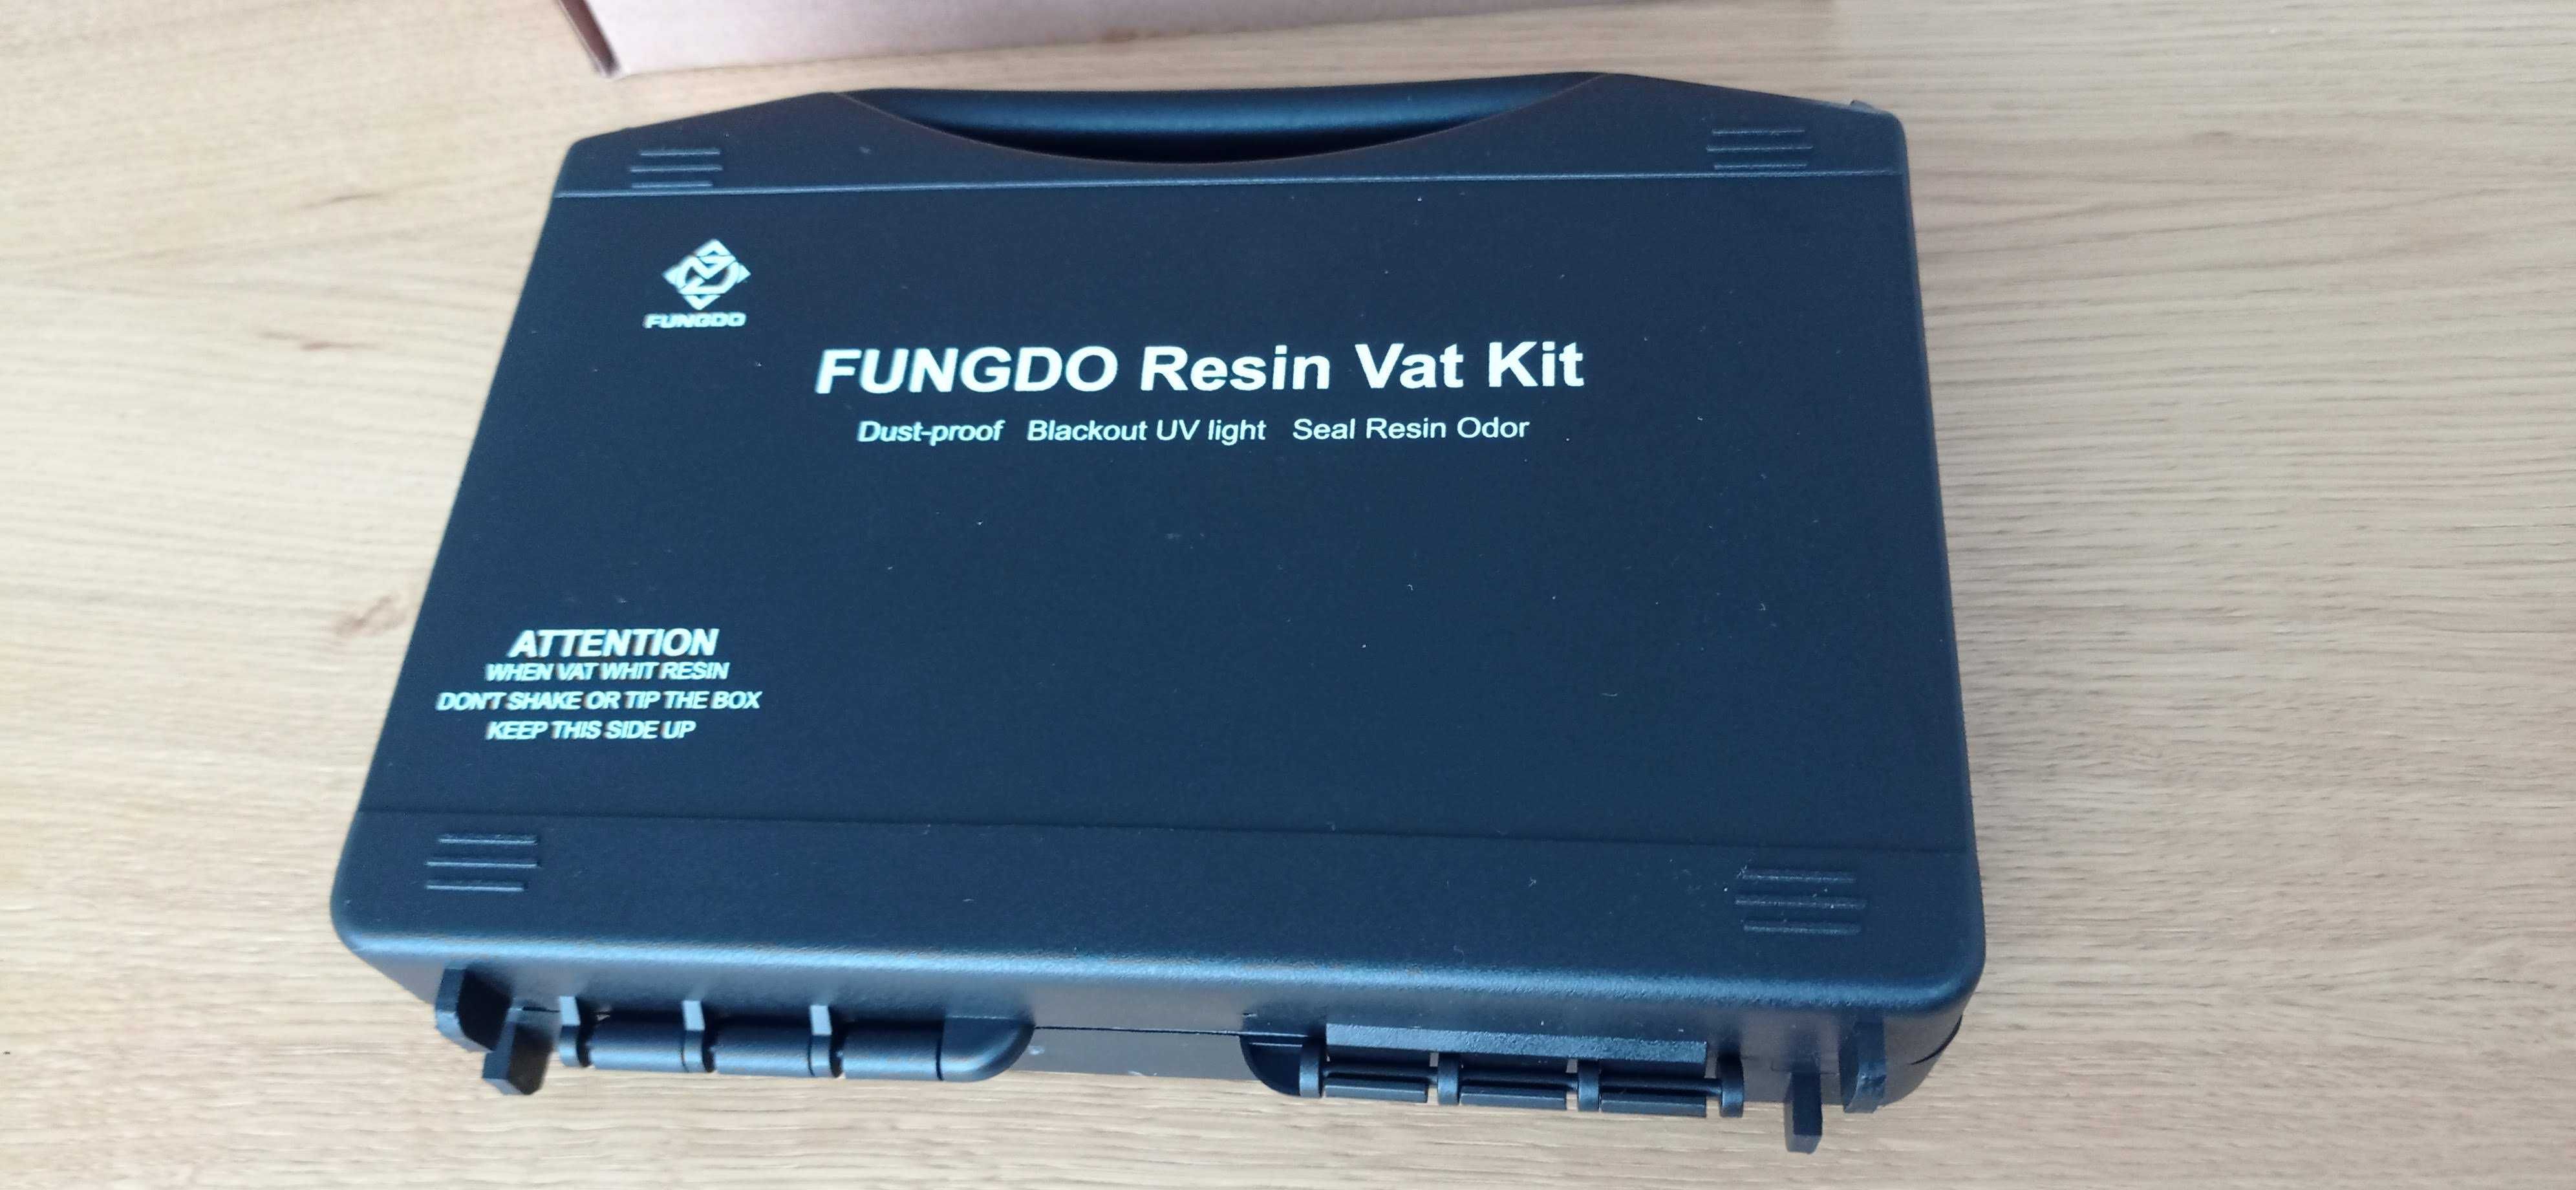 FUNGDO
FUNGDO Resin Vat Kit
Dust-proof Blackout UV light Seal Resin Odor
ATTENTION
WHEN VAT WHIT RESIN
DON'T SHAKE OR TIP THE BOX
KEEP THIS SIDE UP